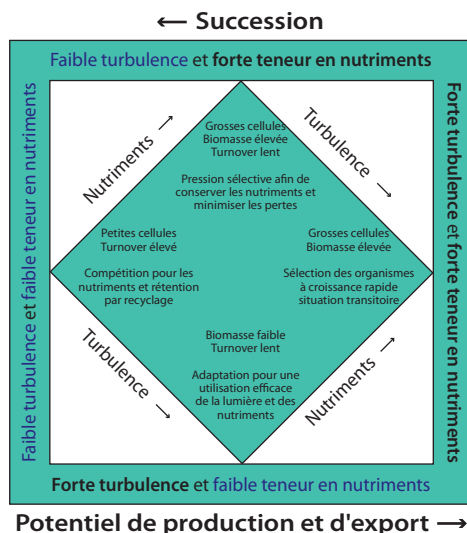 ← Succession
Faible turbulence et forte teneur en nutriments
Faible turbulence et faible teneur en nutriments
Nutriments →
Turbulence →
Grosses cellules
Biomasse élevée
Turnover lent
Pression sélective afin de
conserver les nutriments et
minimiser les pertes
Petites cellules
Turnover élevé
Compétition pour les
nutriments et rétention
par recyclage
Grosses cellules
Biomasse élevée
Sélection des organismes
à croissance rapide
situation transitoire
Biomasse faible
Turnover lent
Adaptation pour une
utilisation efficace
de la lumière et des
nutriments
Turbulence →
Nutriments →
Forte turbulence et forte teneur en nutriments
Forte turbulence et faible teneur en nutriments
Potentiel de production et d'export →